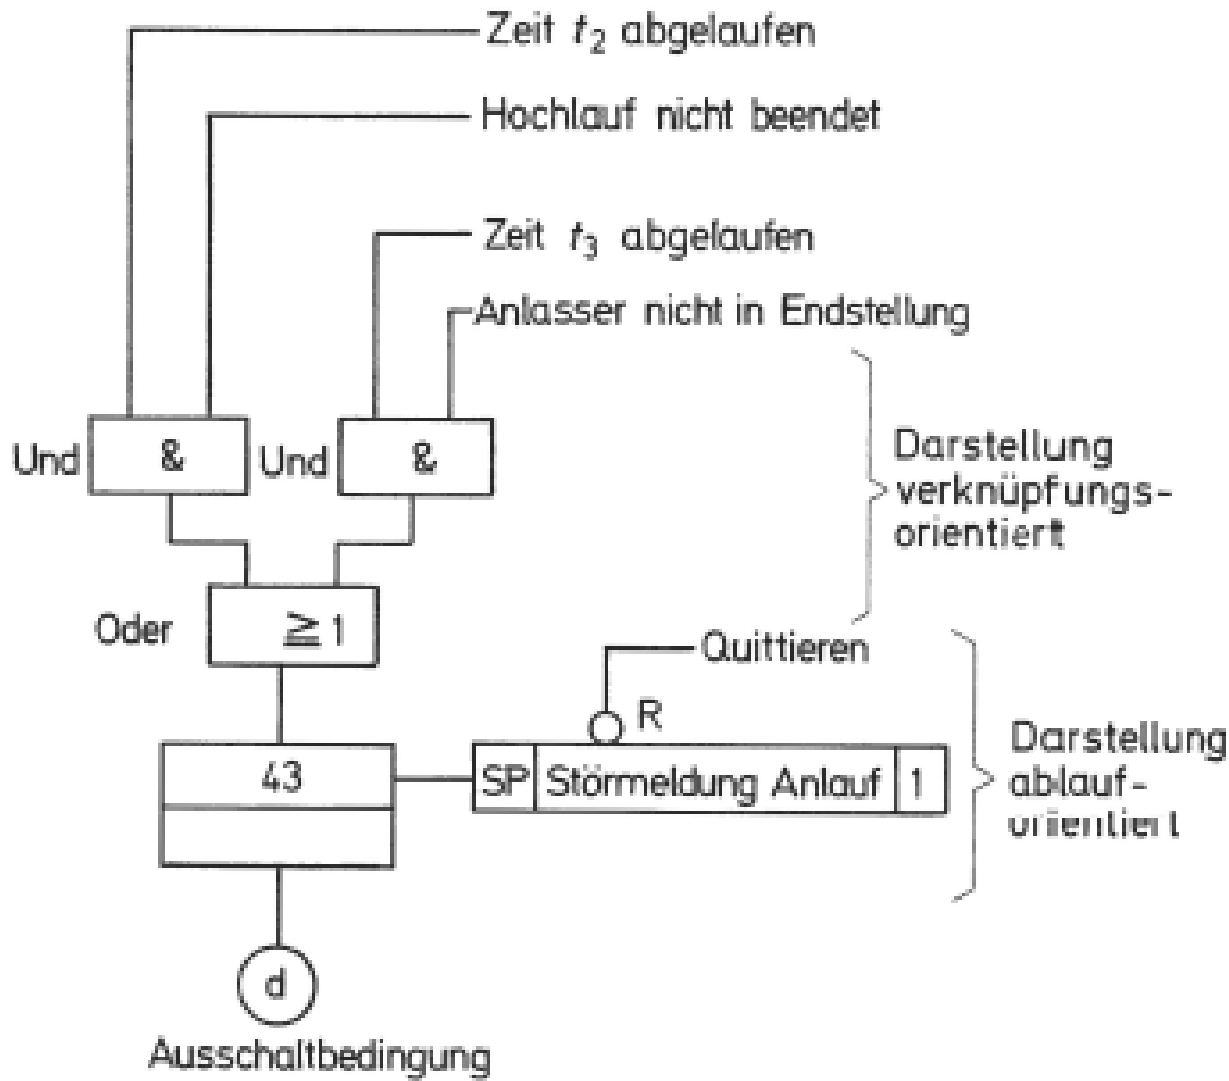 Zeit t₂ abgelaufen
Hochlauf nicht beendet
Zeit t₃ abgelaufen
Anlasser nicht in Endstellung
Und & Und &
Darstellung
verknüpfungs-
orientiert
Oder ≧ 1
Quittieren
R
43
SP Störmeldung Anlauf 1
Darstellung
ablauf-
orientiert
d
Ausschaltbedingung